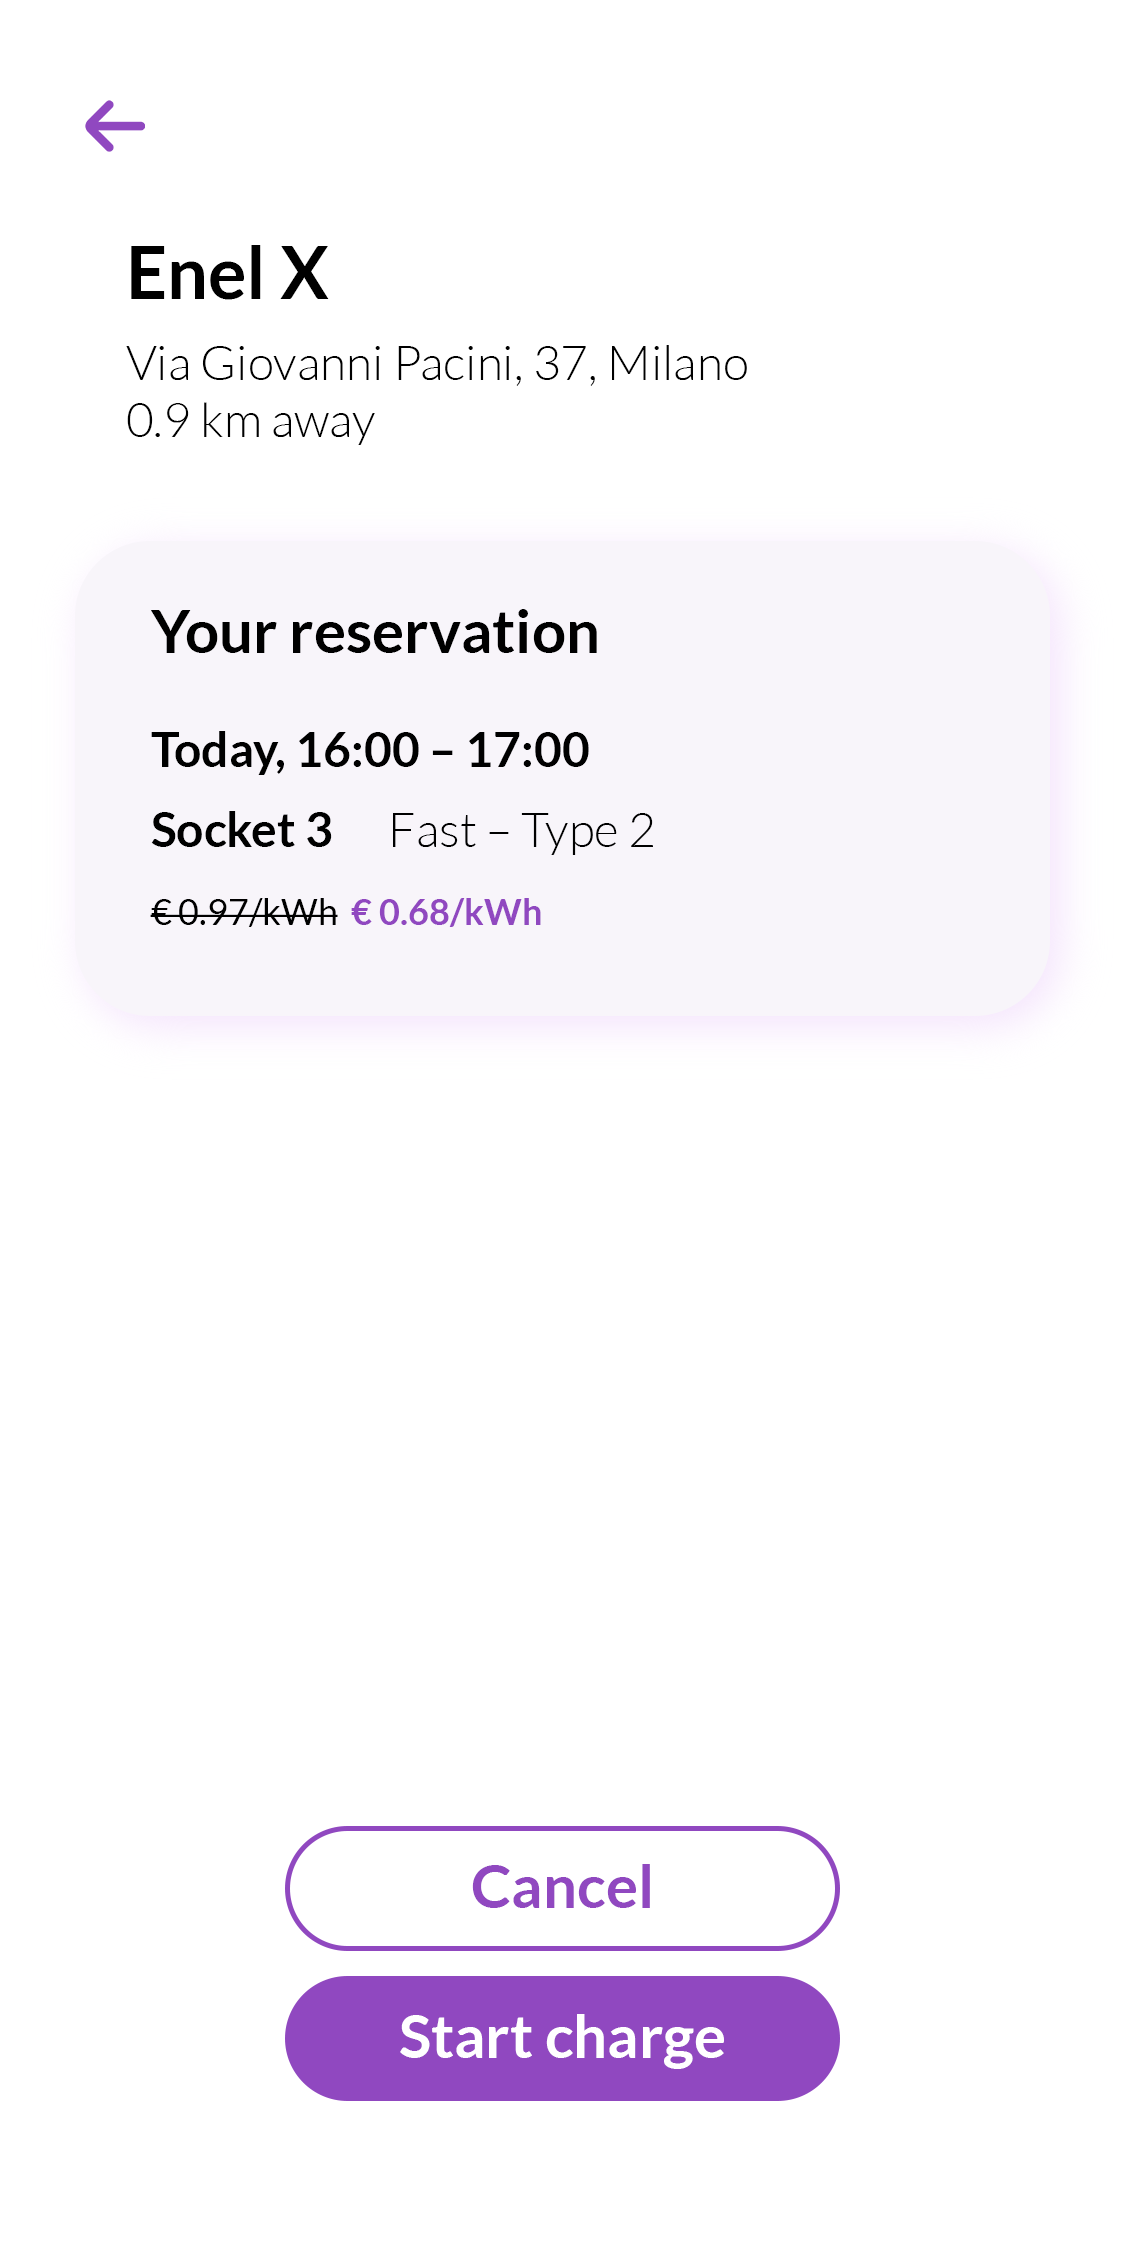 Enel X
Via Giovanni Pacini, 37, Milano
0.9 km away
Your reservation
Today, 16:00 – 17:00
Socket 3 Fast – Type 2
€ 0.97/kWh € 0.68/kWh
Cancel
Start charge